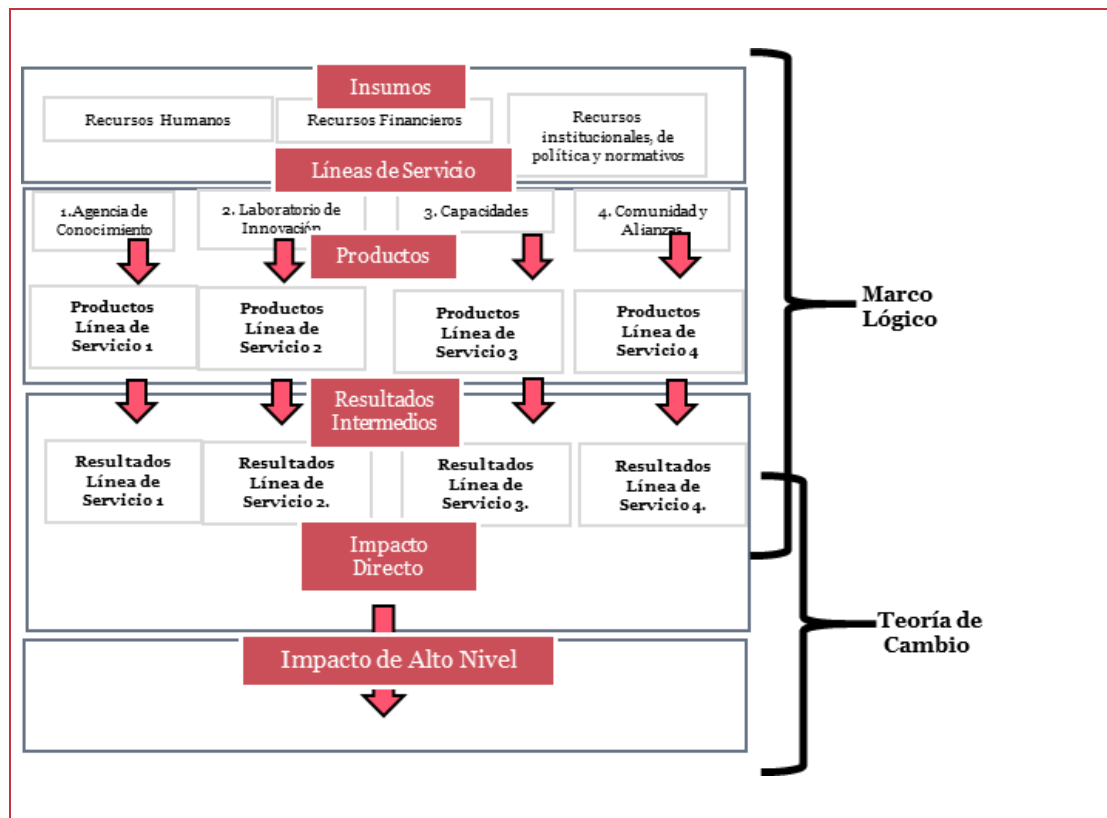 Insumos
Recursos Humanos
Recursos Financieros
Recursos
institucionales, de
política y normativos
Líneas de Servicio
1.Agencia de
Conocimiento
2. Laboratorio de
Innovación
3. Capacidades
4. Comunidad y
Alianzas
Productos
Productos
Línea de
Servicio 1
Productos
Línea de
Servicio 2
Productos
Línea de
Servicio 3
Productos
Línea de
Servicio 4
Marco
Lógico
Resultados
Intermedios
Resultados
Línea de
Servicio 1
Resultados
Línea de
Servicio 2.
Resultados
Línea de
Servicio 3.
Resultados
Línea de
Servicio 4.
Impacto
Directo
Teoría de
Cambio
Impacto de Alto Nivel